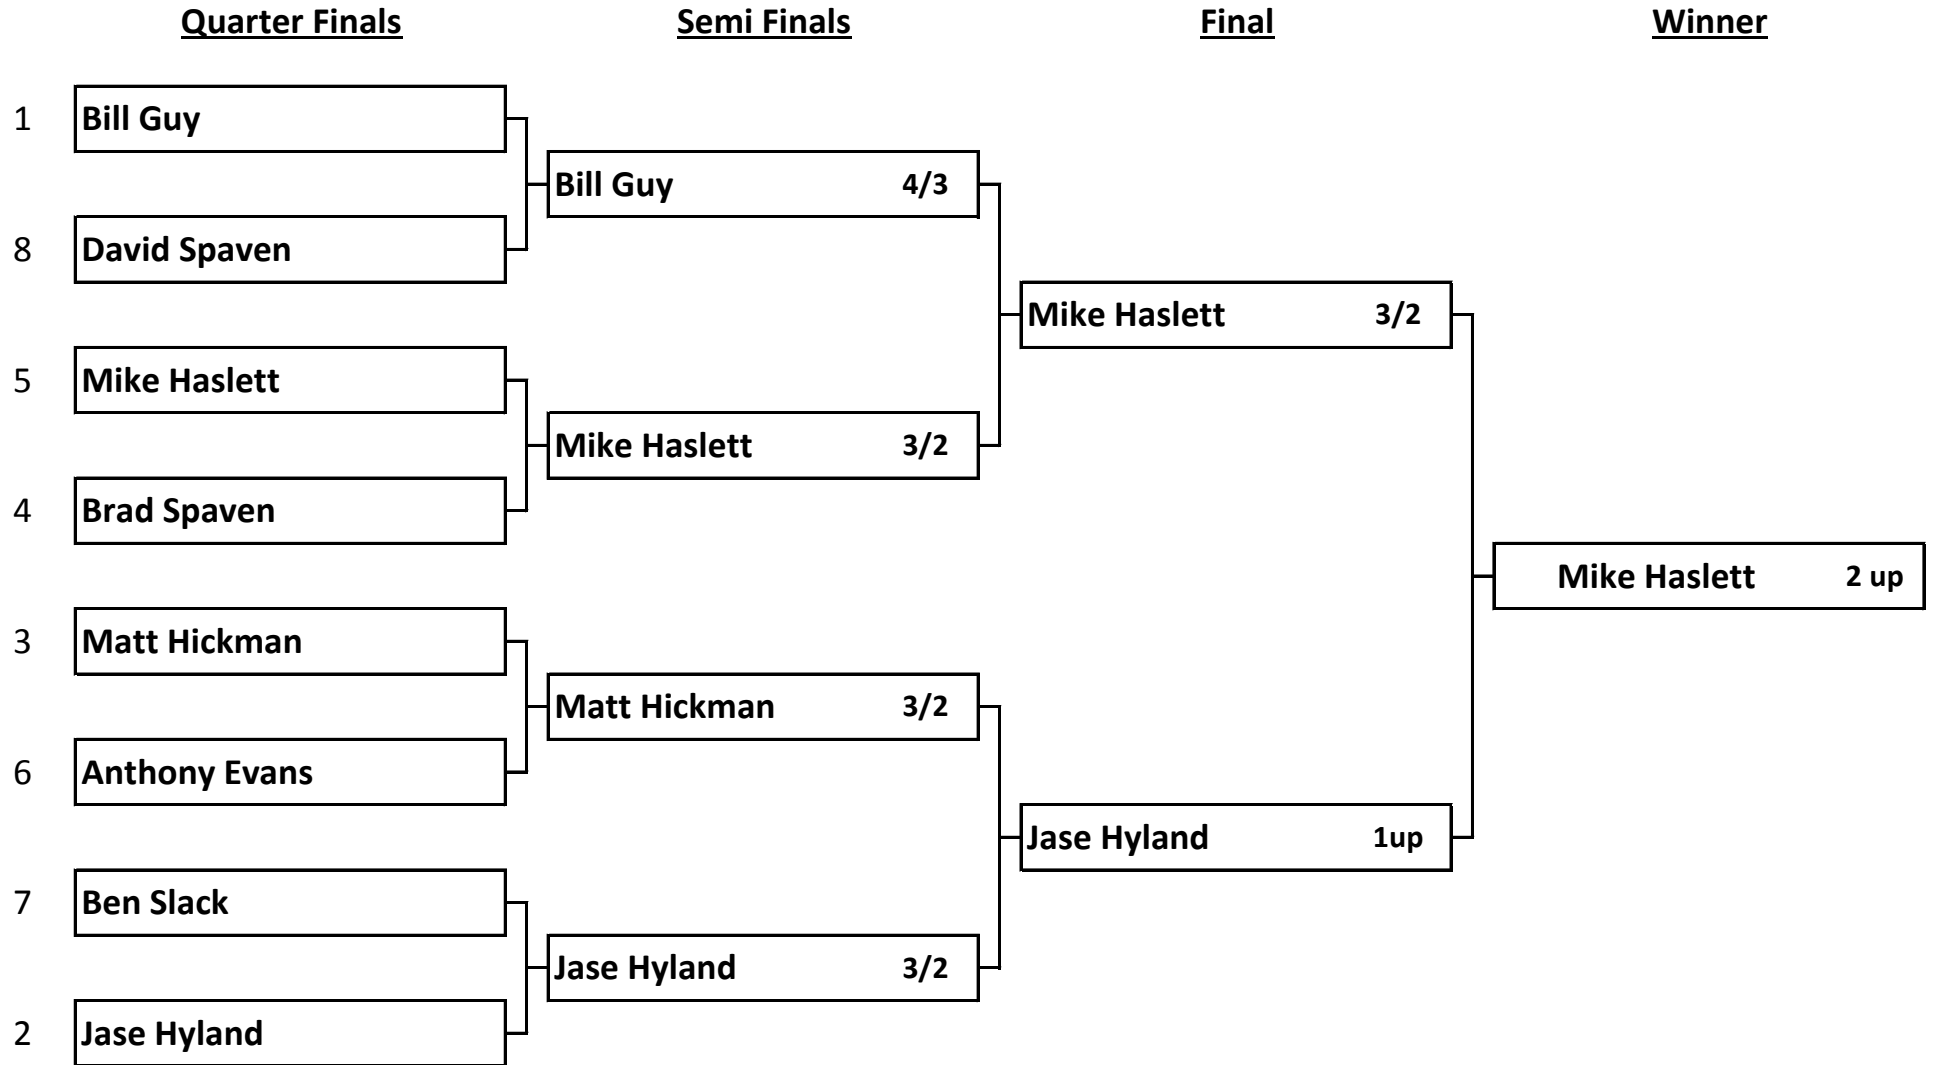 Quarter Finals Semi Finals Final Winner
1 Bill Guy
Bill Guy 4/3
8 David Spaven
Mike Haslett 3/2
5 Mike Haslett
Mike Haslett 3/2
4 Brad Spaven
Mike Haslett 2 up
3 Matt Hickman
Matt Hickman 3/2
6 Anthony Evans
Jase Hyland 1up
7 Ben Slack
Jase Hyland 3/2
2 Jase Hyland